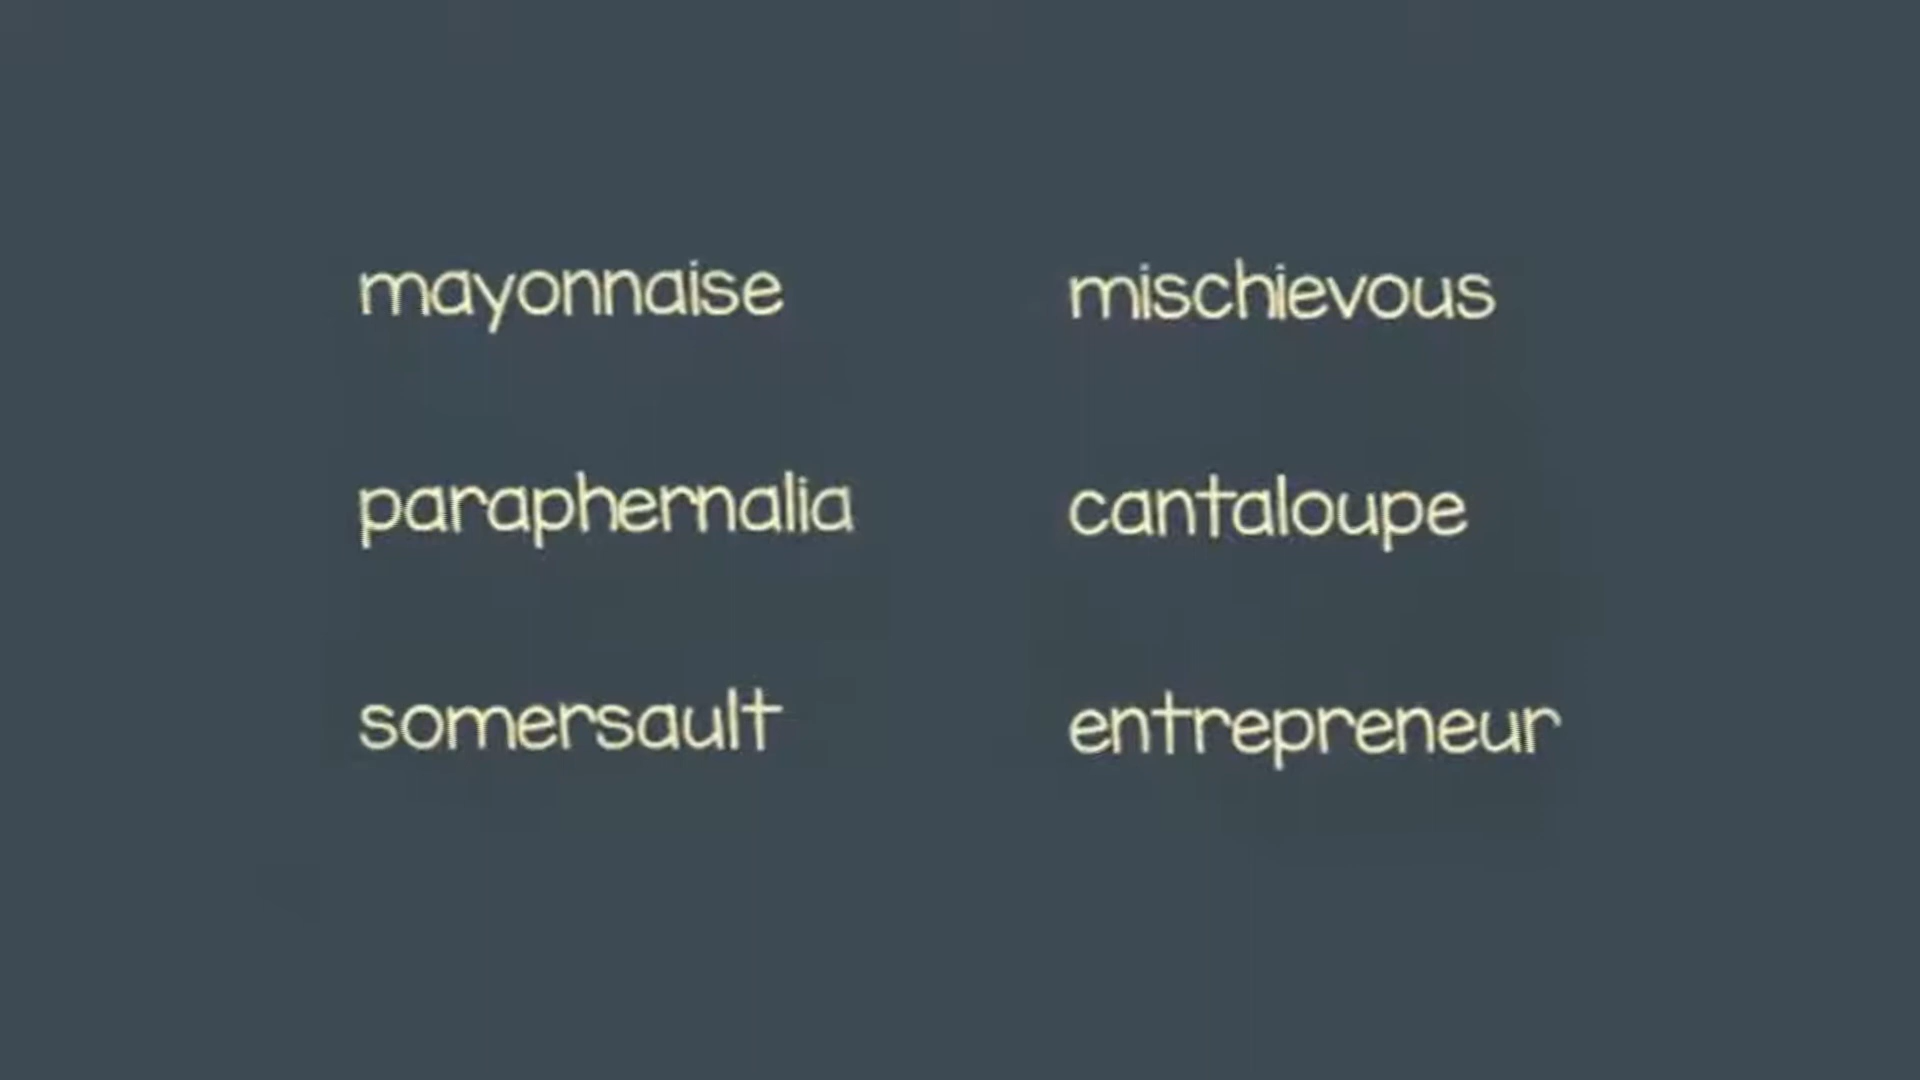 mayonnaise
mischievous
paraphernalia
cantaloupe
somersault
entrepreneur